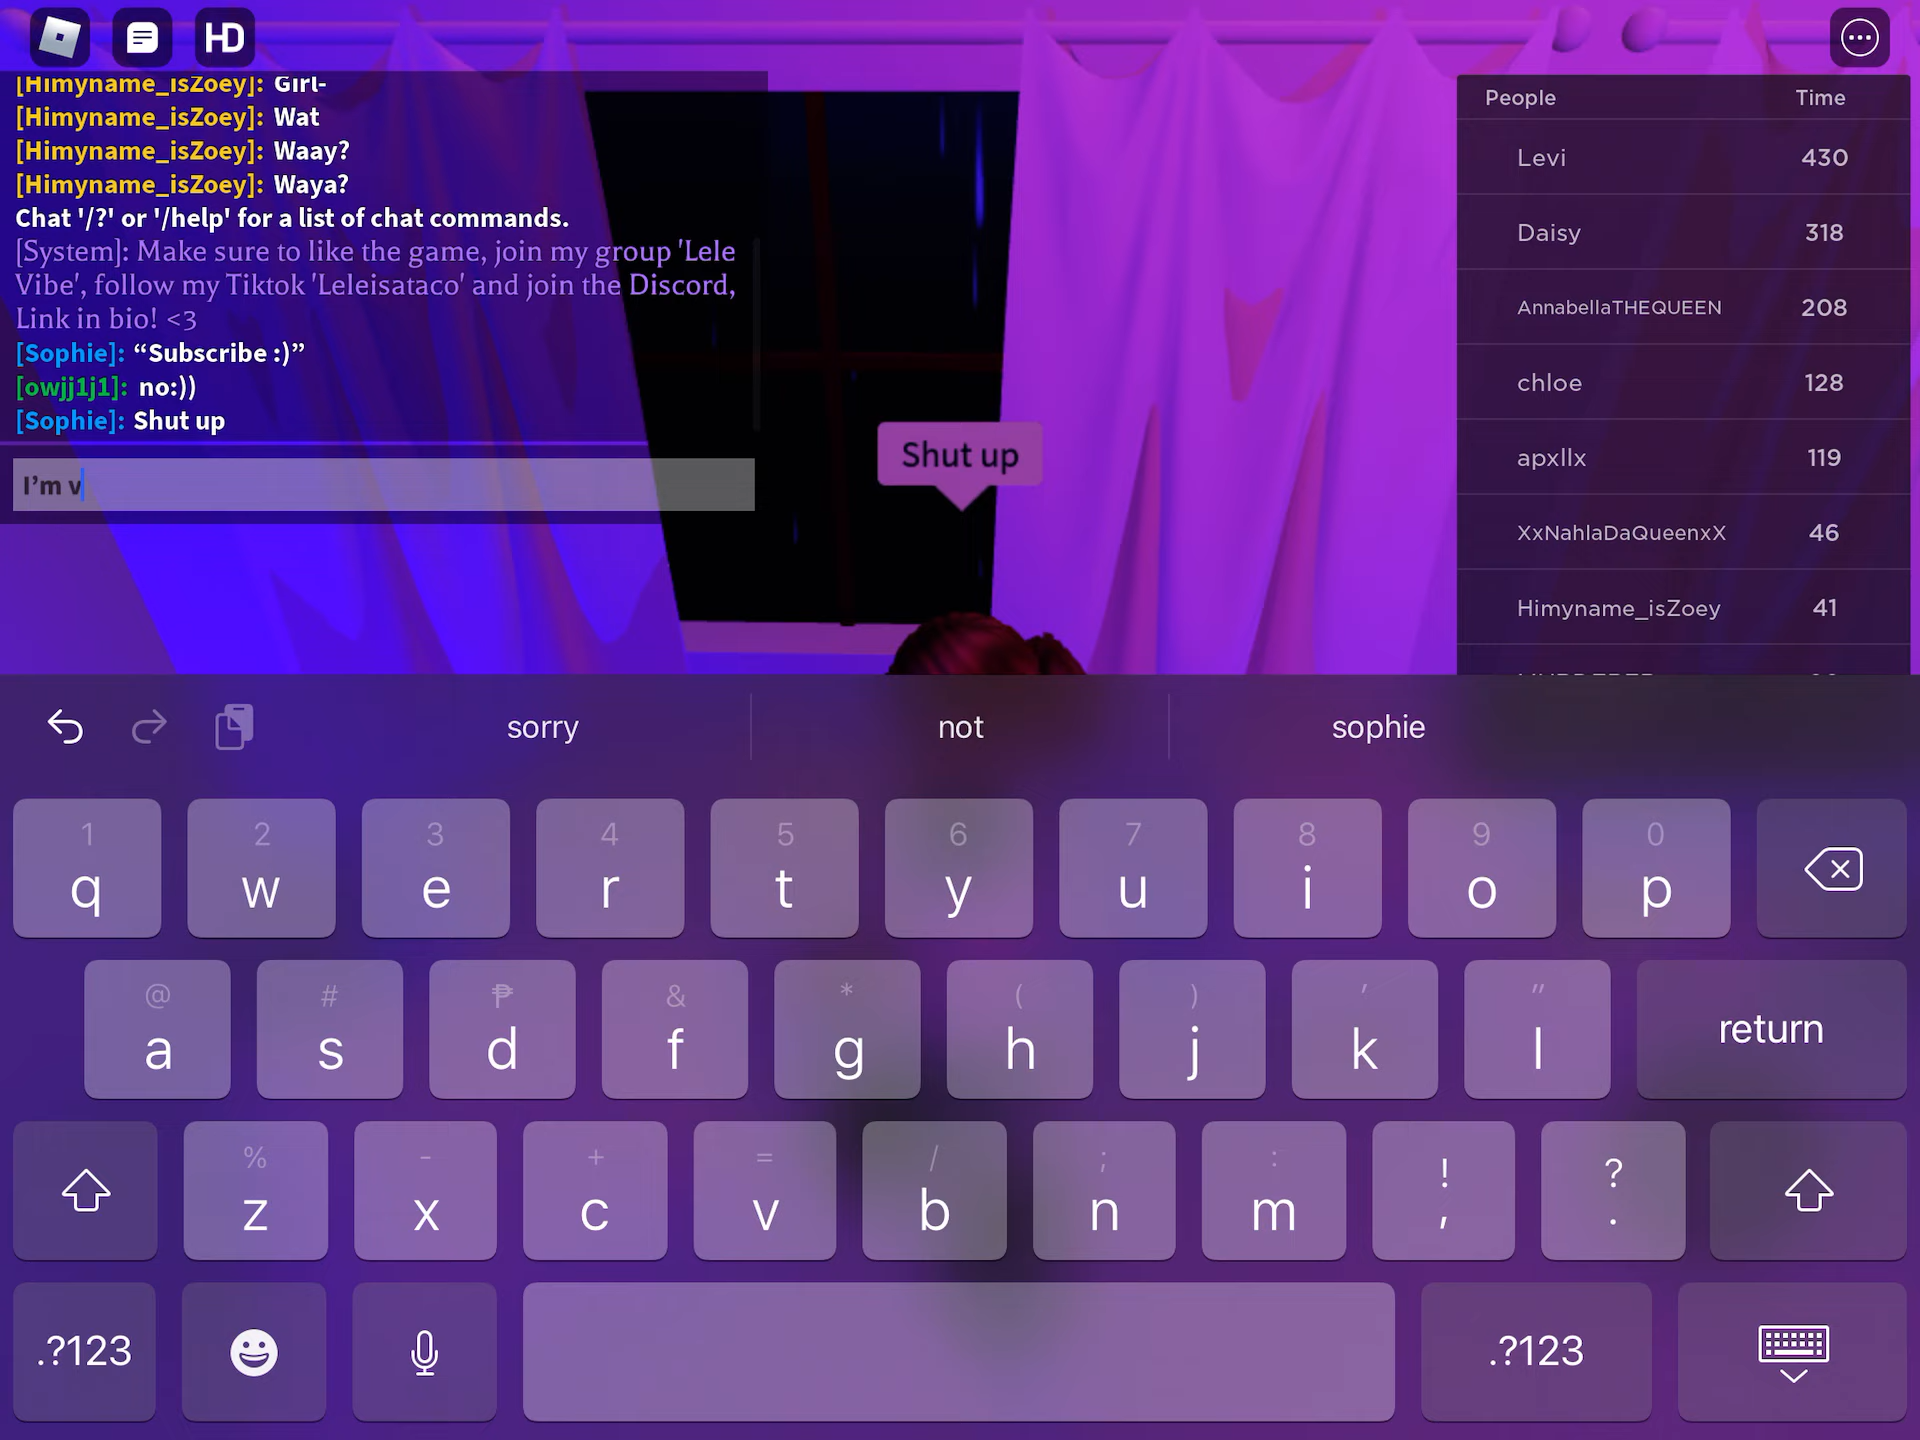 HD
[Himyname_isZoey]: Girl-
[Himyname_isZoey]: Wat
[Himyname_isZoey]: Waay?
[Himyname_isZoey]: Waya?
Chat '/?' or '/help' for a list of chat commands.
[System]: Make sure to like the game, join my group 'Lele
Vibe', follow my Tiktok 'Leleisataco' and join the Discord,
Link in bio! <3
[Sophie]: “Subscribe :)”
[owjj1j1]: no:))
[Sophie]: Shut up
I’m v
Shut up
People Time
Levi 430
Daisy 318
AnnabellaTHEQUEEN 208
chloe 128
apxllx 119
XxNahlaDaQueenxX 46
Himyname_isZoey 41
sorry not sophie
1 2 3 4 5 6 7 8 9 0
q w e r t y u i o p
@ # ₱ & * ( ) ' "
a s d f g h j k l return
% - + = / ; : ! ?
z x c v b n m , .
.?123 .?123